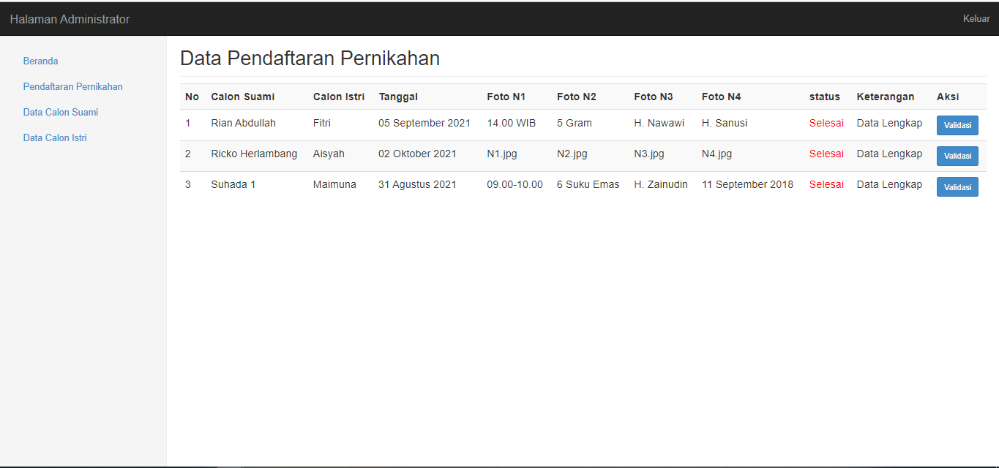 Halaman Administrator Keluar
Beranda
Pendaftaran Pernikahan
Data Calon Suami
Data Calon Istri
Data Pendaftaran Pernikahan
No Calon Suami Calon Istri Tanggal Foto N1 Foto N2 Foto N3 Foto N4 status Keterangan Aksi
1 Rian Abdullah Fitri 05 September 2021 14.00 WIB 5 Gram H. Nawawi H. Sanusi Selesai Data Lengkap Validasi
2 Ricko Herlambang Aisyah 02 Oktober 2021 N1.jpg N2.jpg N3.jpg N4.jpg Selesai Data Lengkap Validasi
3 Suhada 1 Maimuna 31 Agustus 2021 09.00-10.00 6 Suku Emas H. Zainudin 11 September 2018 Selesai Data Lengkap Validasi